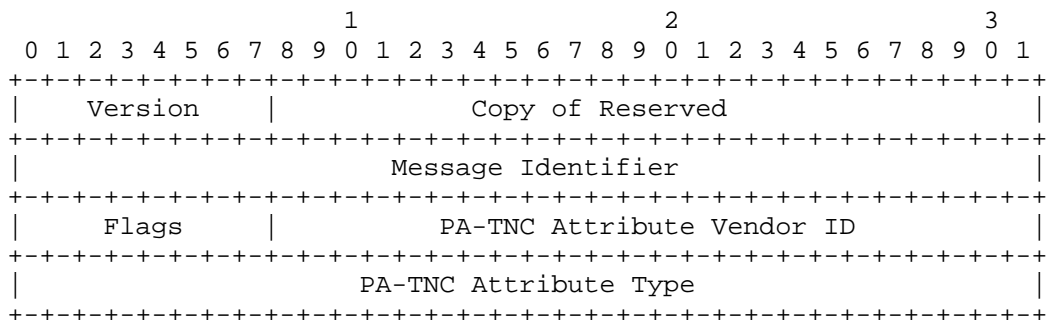 1                   2                   3
 0 1 2 3 4 5 6 7 8 9 0 1 2 3 4 5 6 7 8 9 0 1 2 3 4 5 6 7 8 9 0 1
+-+-+-+-+-+-+-+-+-+-+-+-+-+-+-+-+-+-+-+-+-+-+-+-+-+-+-+-+-+-+-+-+
|    Version    |            Copy of Reserved                   |
+-+-+-+-+-+-+-+-+-+-+-+-+-+-+-+-+-+-+-+-+-+-+-+-+-+-+-+-+-+-+-+-+
|                       Message Identifier                      |
+-+-+-+-+-+-+-+-+-+-+-+-+-+-+-+-+-+-+-+-+-+-+-+-+-+-+-+-+-+-+-+-+
|     Flags     |          PA-TNC Attribute Vendor ID           |
+-+-+-+-+-+-+-+-+-+-+-+-+-+-+-+-+-+-+-+-+-+-+-+-+-+-+-+-+-+-+-+-+
|                     PA-TNC Attribute Type                     |
+-+-+-+-+-+-+-+-+-+-+-+-+-+-+-+-+-+-+-+-+-+-+-+-+-+-+-+-+-+-+-+-+